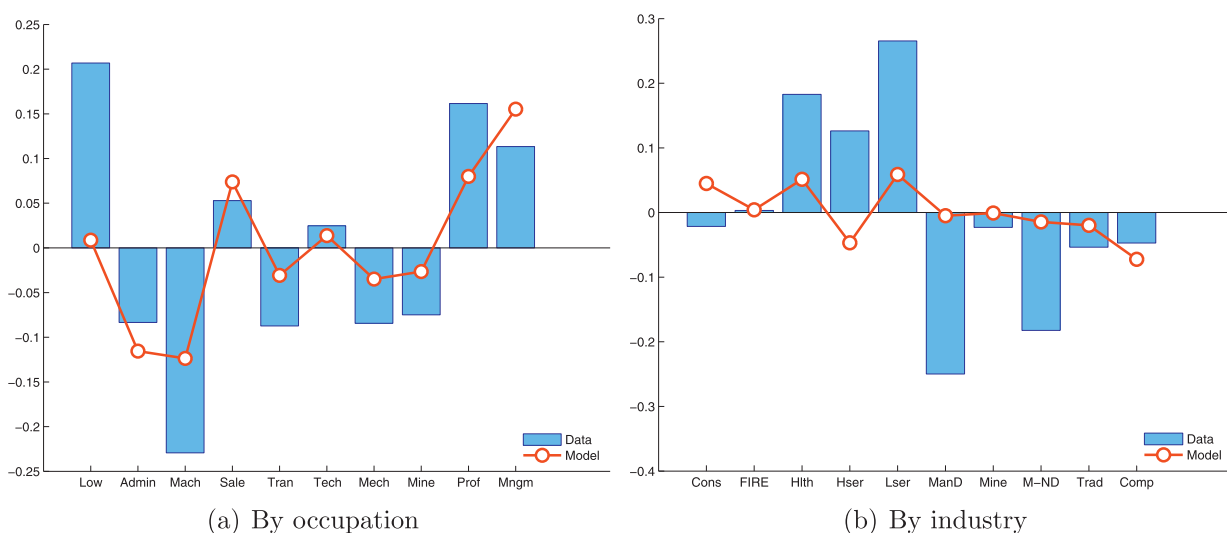 0.25
0.2
0.15
0.1
0.05
0
−0.05
−0.1
−0.15
−0.2
−0.25
Low Admin Mach Sale Tran Tech Mech Mine Prof Mngm
Data
Model
(a) By occupation
0.3
0.2
0.1
0
−0.1
−0.2
−0.3
−0.4
Cons FIRE Hlth Hser Lser ManD Mine M−ND Trad Comp
Data
Model
(b) By industry